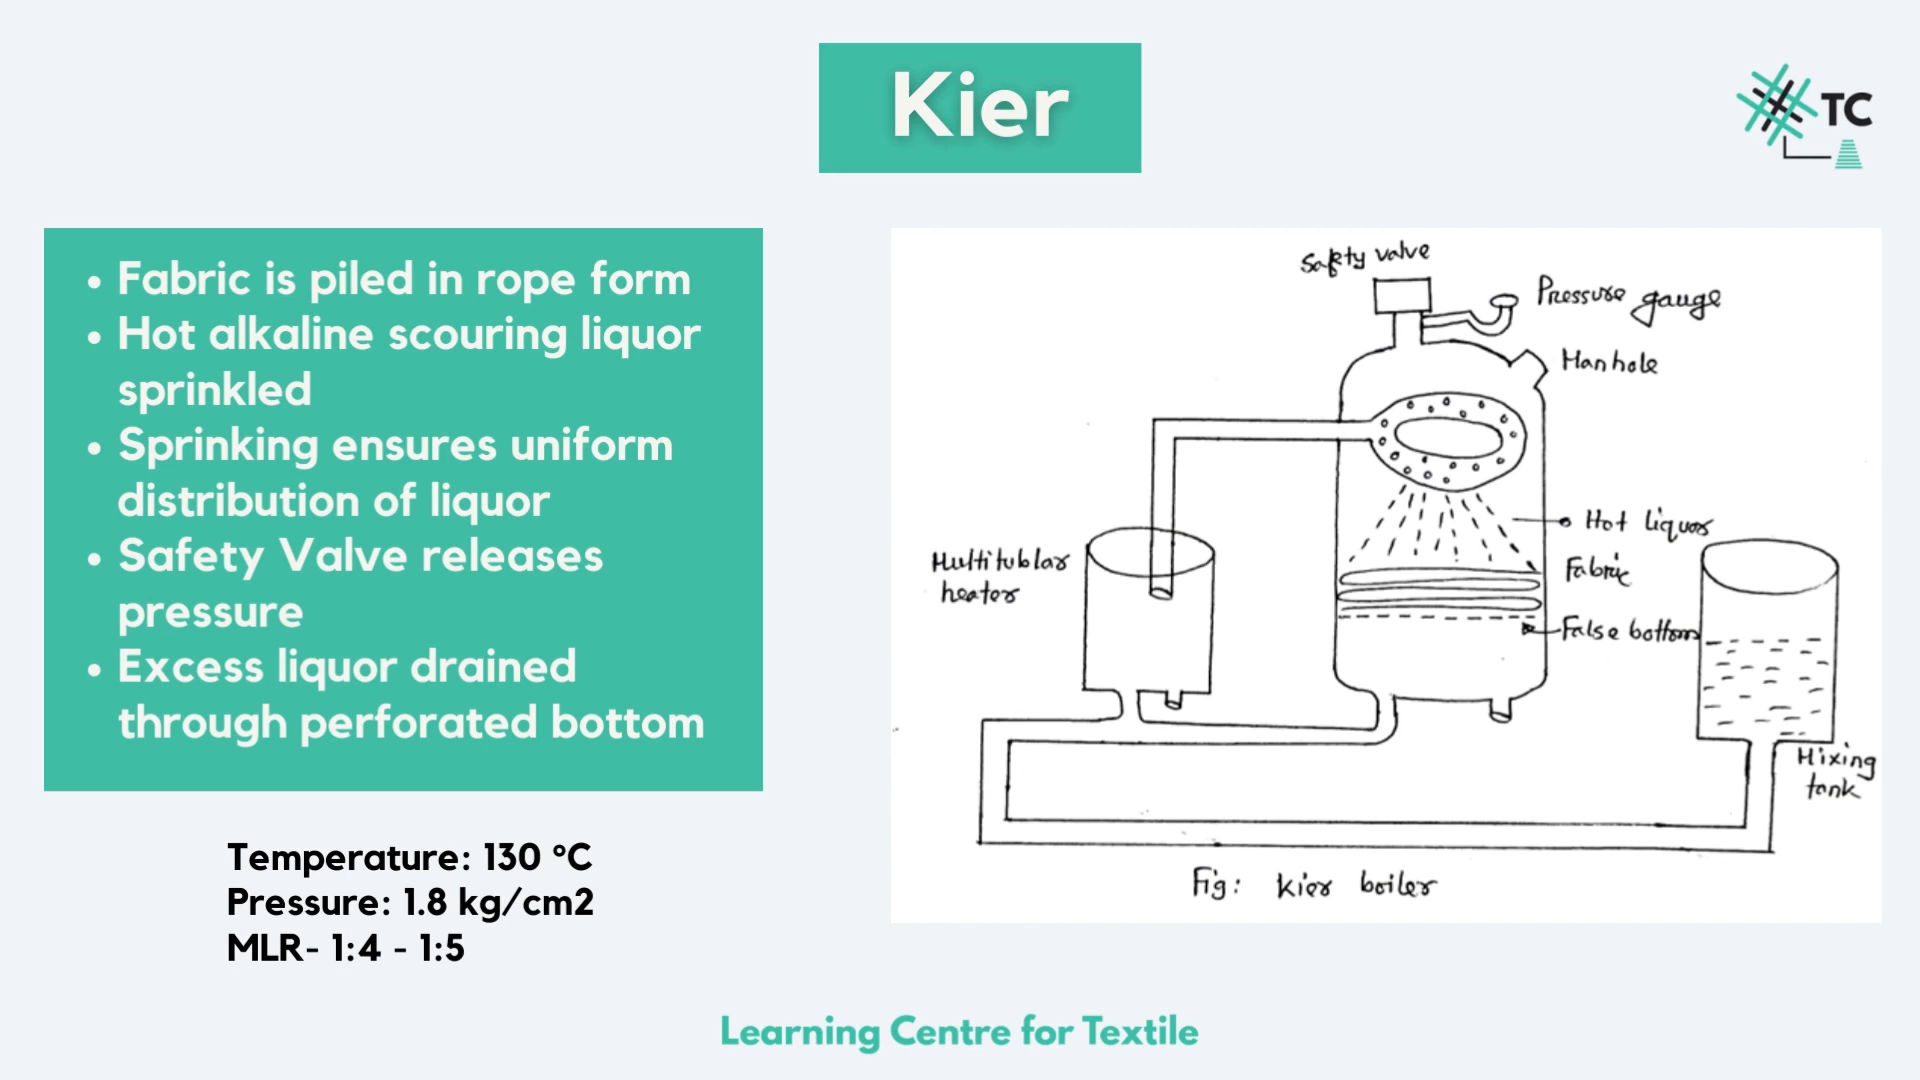 Kier
TC
• Fabric is piled in rope form
• Hot alkaline scouring liquor
sprinkled
• Sprinking ensures uniform
distribution of liquor
• Safety Valve releases
pressure
• Excess liquor drained
through perforated bottom
Temperature: 130 °C
Pressure: 1.8 kg/cm2
MLR- 1:4 - 1:5
Safety valve
Pressure gauge
Manhole
Hot liquor
Multitublar
heater
Fabric
False bottom
Mixing
tank
Fig: Kier boiler
Learning Centre for Textile